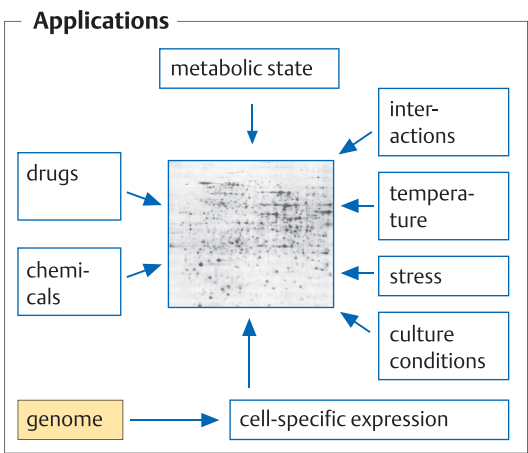 Applications
metabolic state
inter-
actions
drugs
tempera-
ture
chemi-
cals
stress
culture
conditions
genome
cell-specific expression